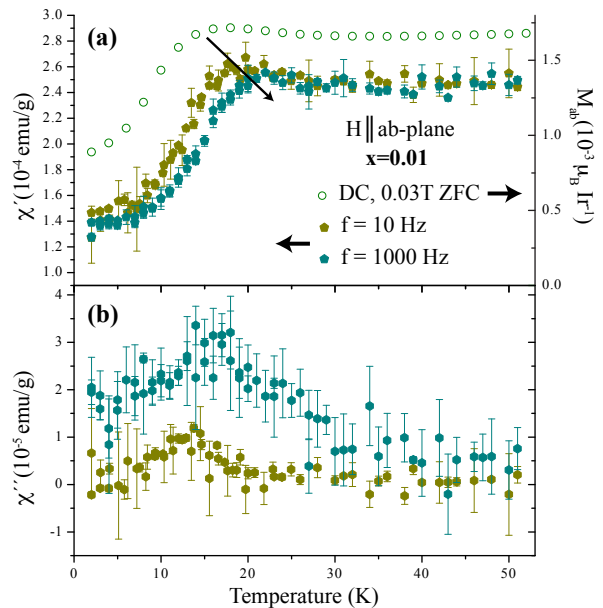 (a)
3.0
2.8
2.6
2.4
2.2
2.0
1.8
1.6
1.4
1.2
1.0
χ´(10⁻⁴ emu/g)
1.5
1.0
0.5
0.0
M_ab (10⁻³ μ_B Ir⁻¹)
H∥ab-plane
x=0.01
DC, 0.03T ZFC
f = 10 Hz
f = 1000 Hz
(b)
4
3
2
1
0
-1
χ´´(10⁻⁵ emu/g)
0 10 20 30 40 50
Temperature (K)